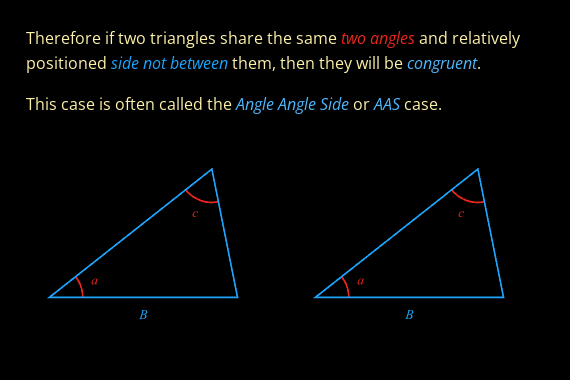 Therefore if two triangles share the same two angles and relatively
positioned side not between them, then they will be congruent.
This case is often called the Angle Angle Side or AAS case.
c c
a a
B B